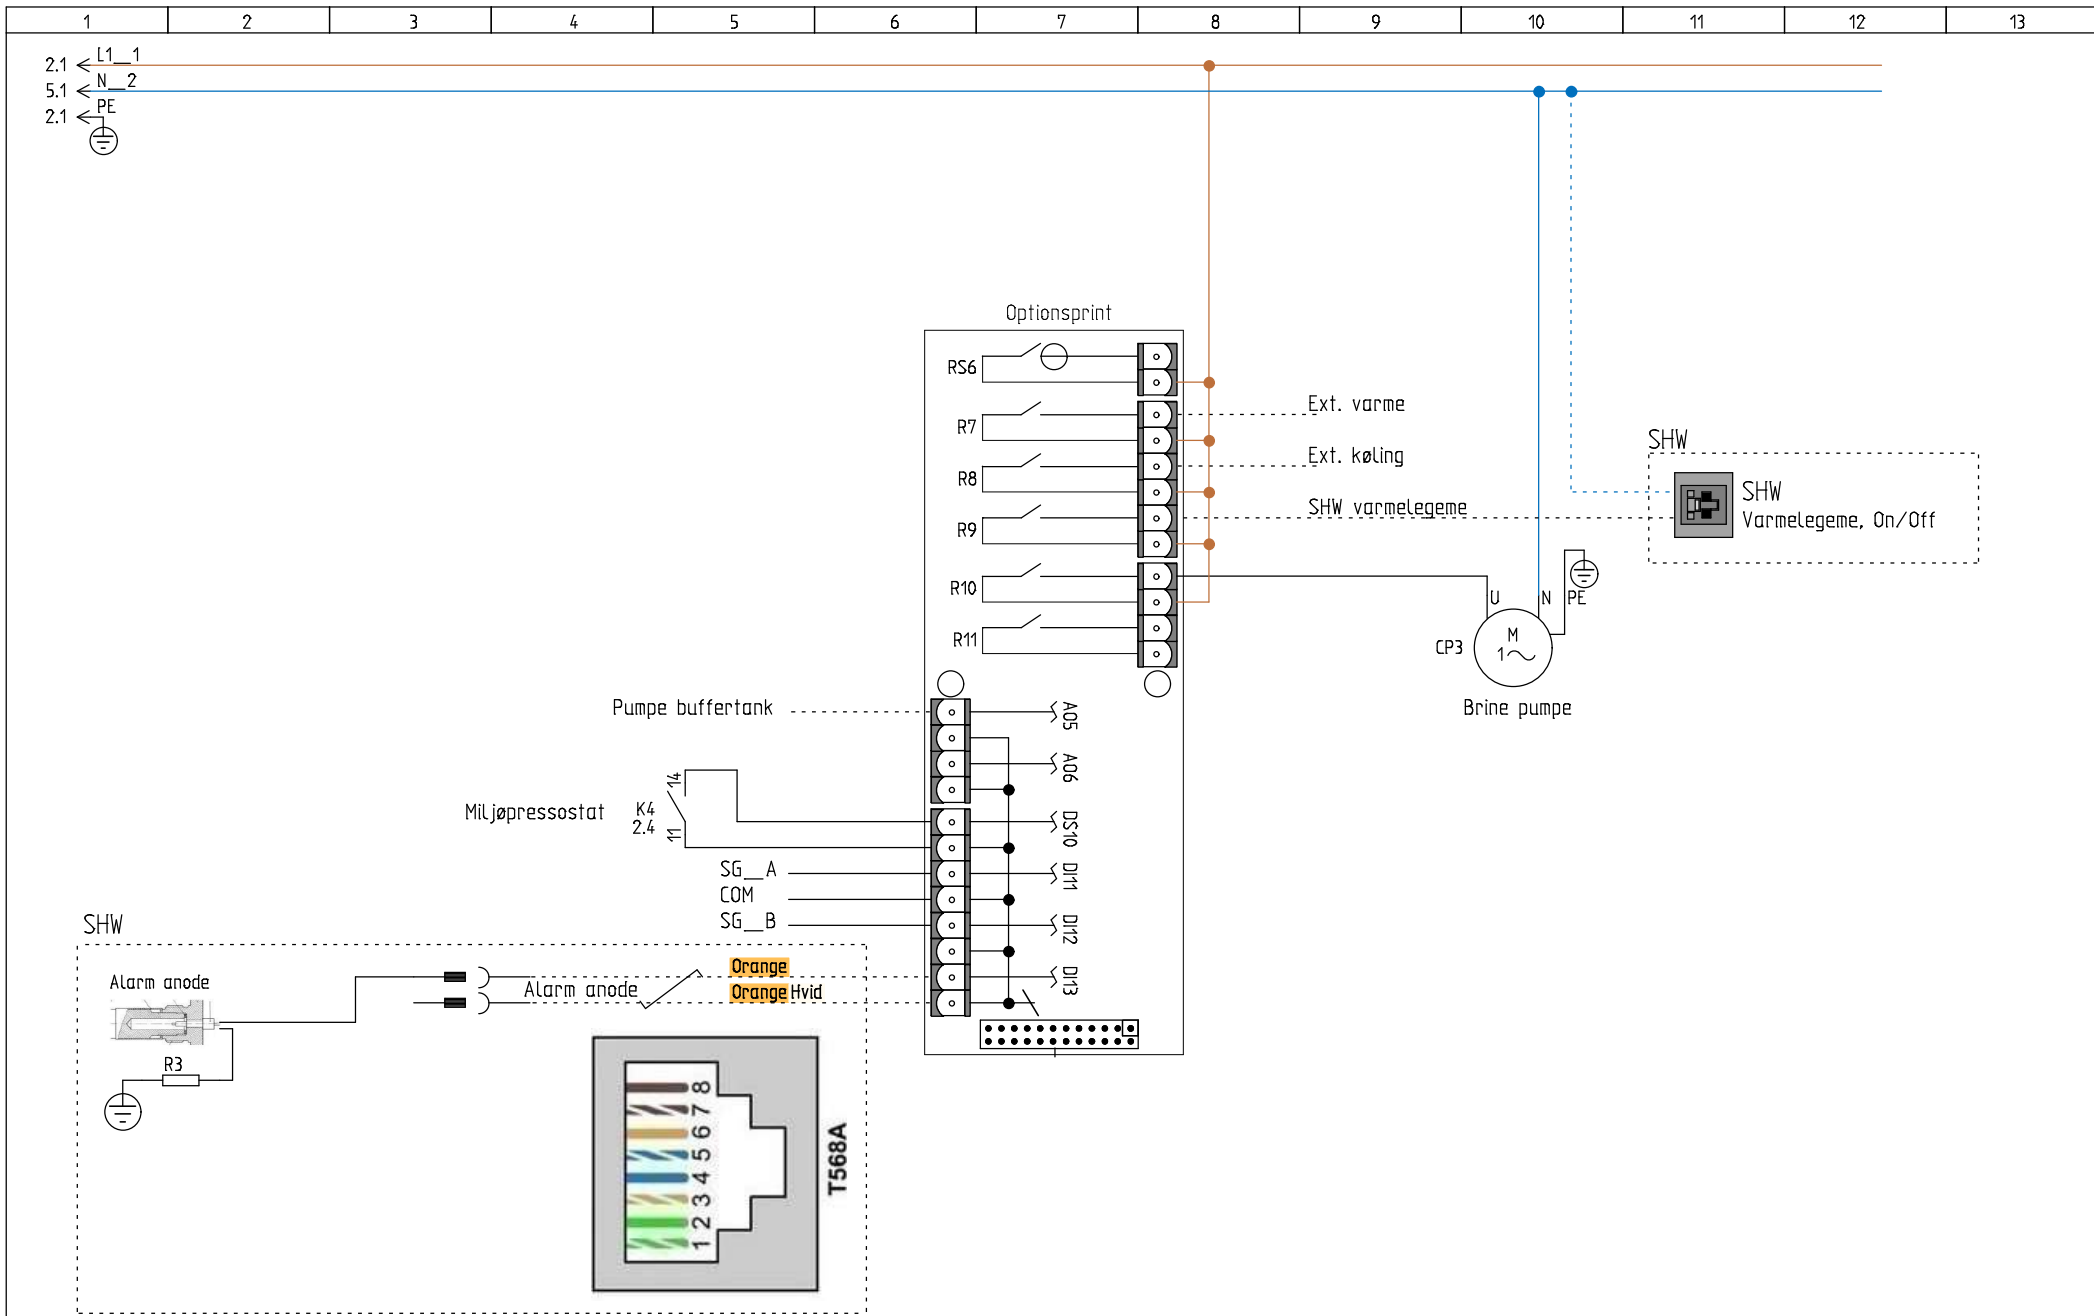 1 2 3 4 5 6 7 8 9 10 11 12 13
2.1 L1__1
5.1 N__2
2.1 PE
Optionsprint
RS6
R7
Ext. varme
R8
Ext. køling
R9
SHW varmelegeme
R10
R11
SHW
SHW
Varmelegeme, On/Off
U N PE
M
1
CP3
Brine pumpe
Pumpe buffertank
A05
A06
Miljøpressostat
K4
2.4
14
11
DS10
SG__A
DI11
COM
SG__B
DI12
DI13
SHW
Alarm anode
R3
Alarm anode
Orange
Orange Hvid
8
7
6
5
4
3
2
1
T568A